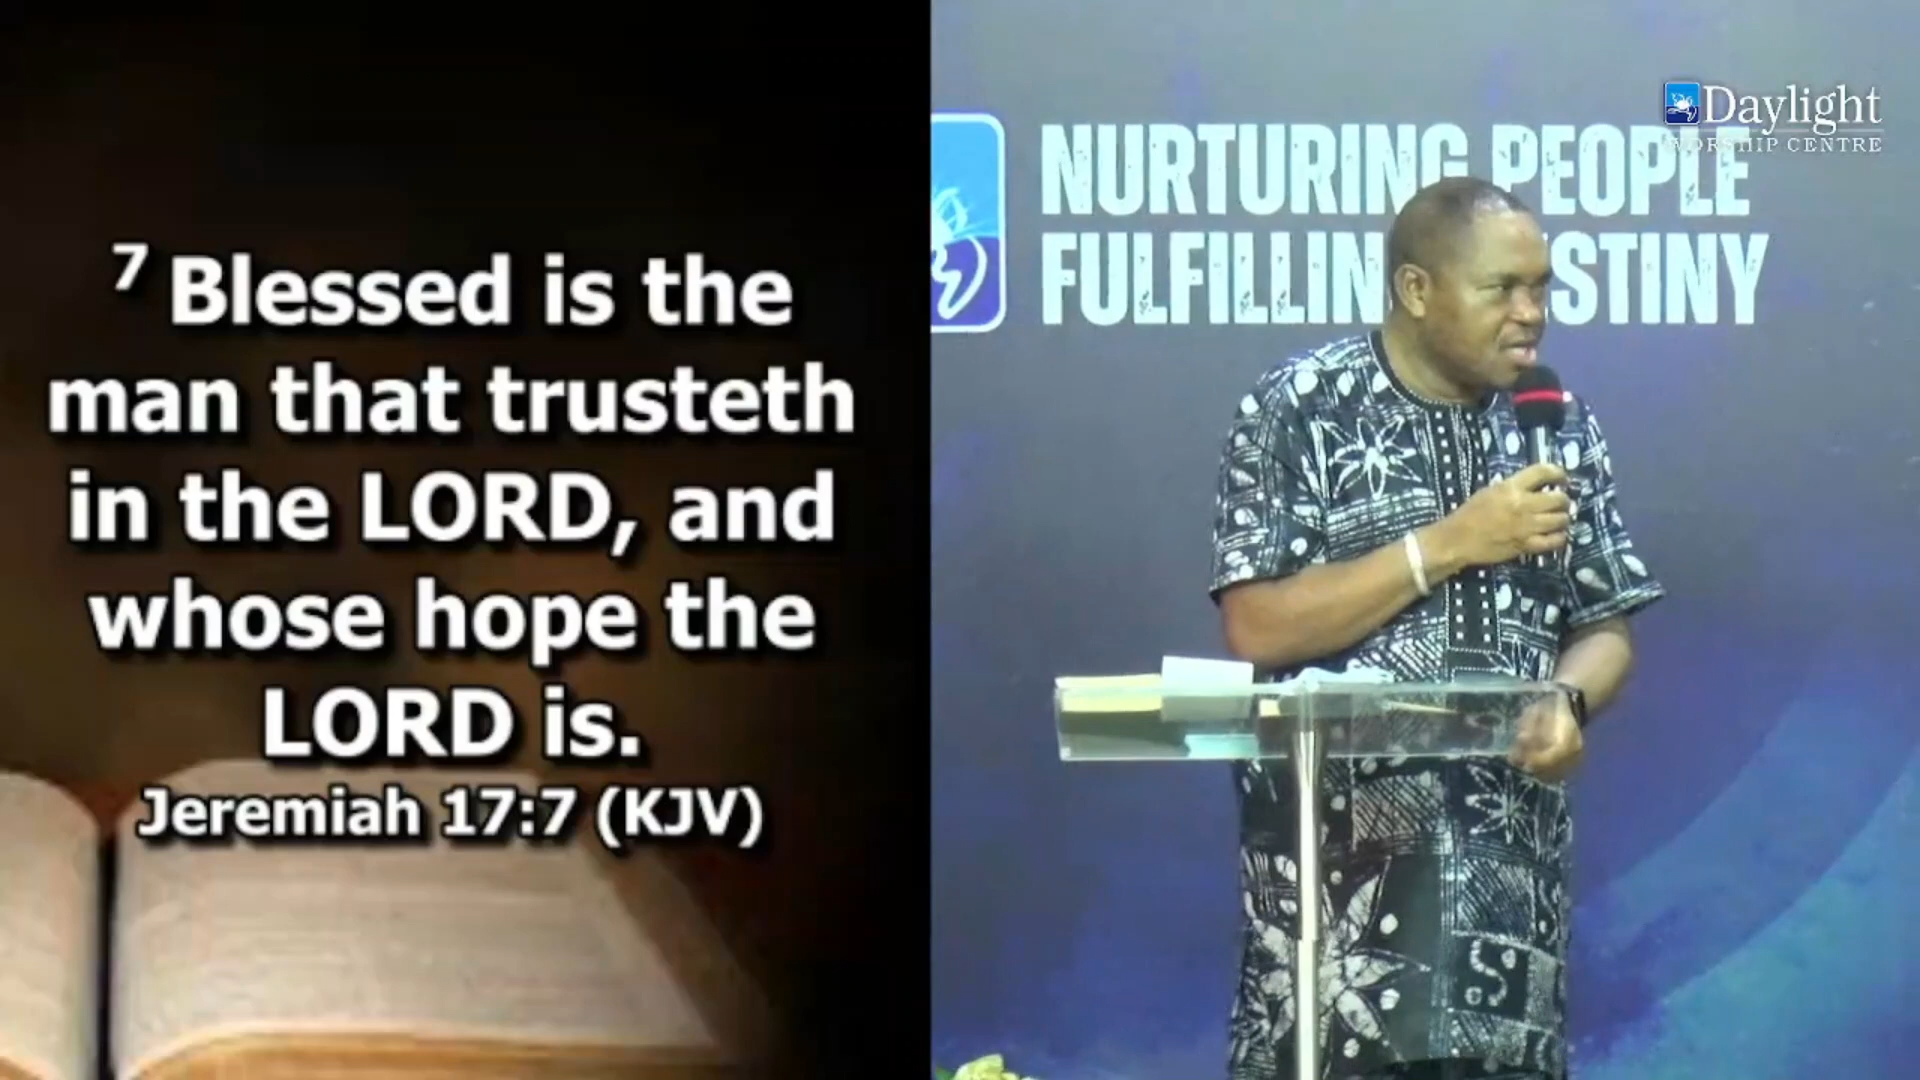 7 Blessed is the
man that trusteth
in the LORD, and
whose hope the
LORD is.
Jeremiah 17:7 (KJV)
Daylight
WORSHIP CENTRE
NURTURING PEOPLE
FULFILLIN STINY